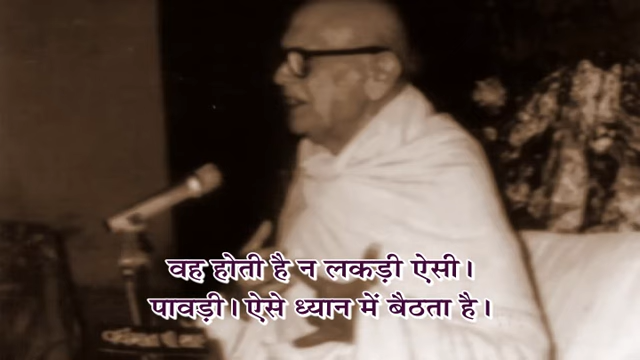 वह होती है न लकड़ी ऐसी।
पावड़ी। ऐसे ध्यान में बैठता है।